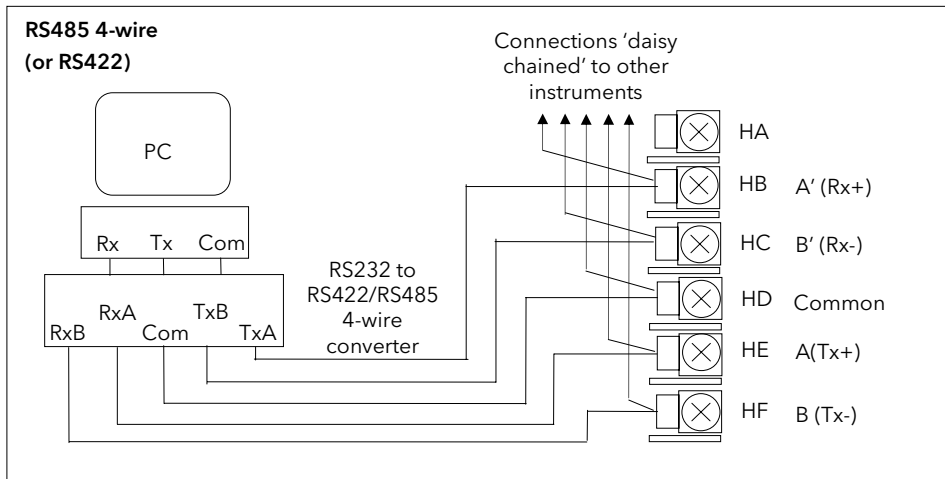 RS485 4-wire
(or RS422)
Connections ‘daisy
chained’ to other
instruments
PC
Rx Tx Com
RxB RxA Com TxB TxA
RS232 to
RS422/RS485
4-wire
converter
HA
HB A’ (Rx+)
HC B’ (Rx-)
HD Common
HE A(Tx+)
HF B (Tx-)